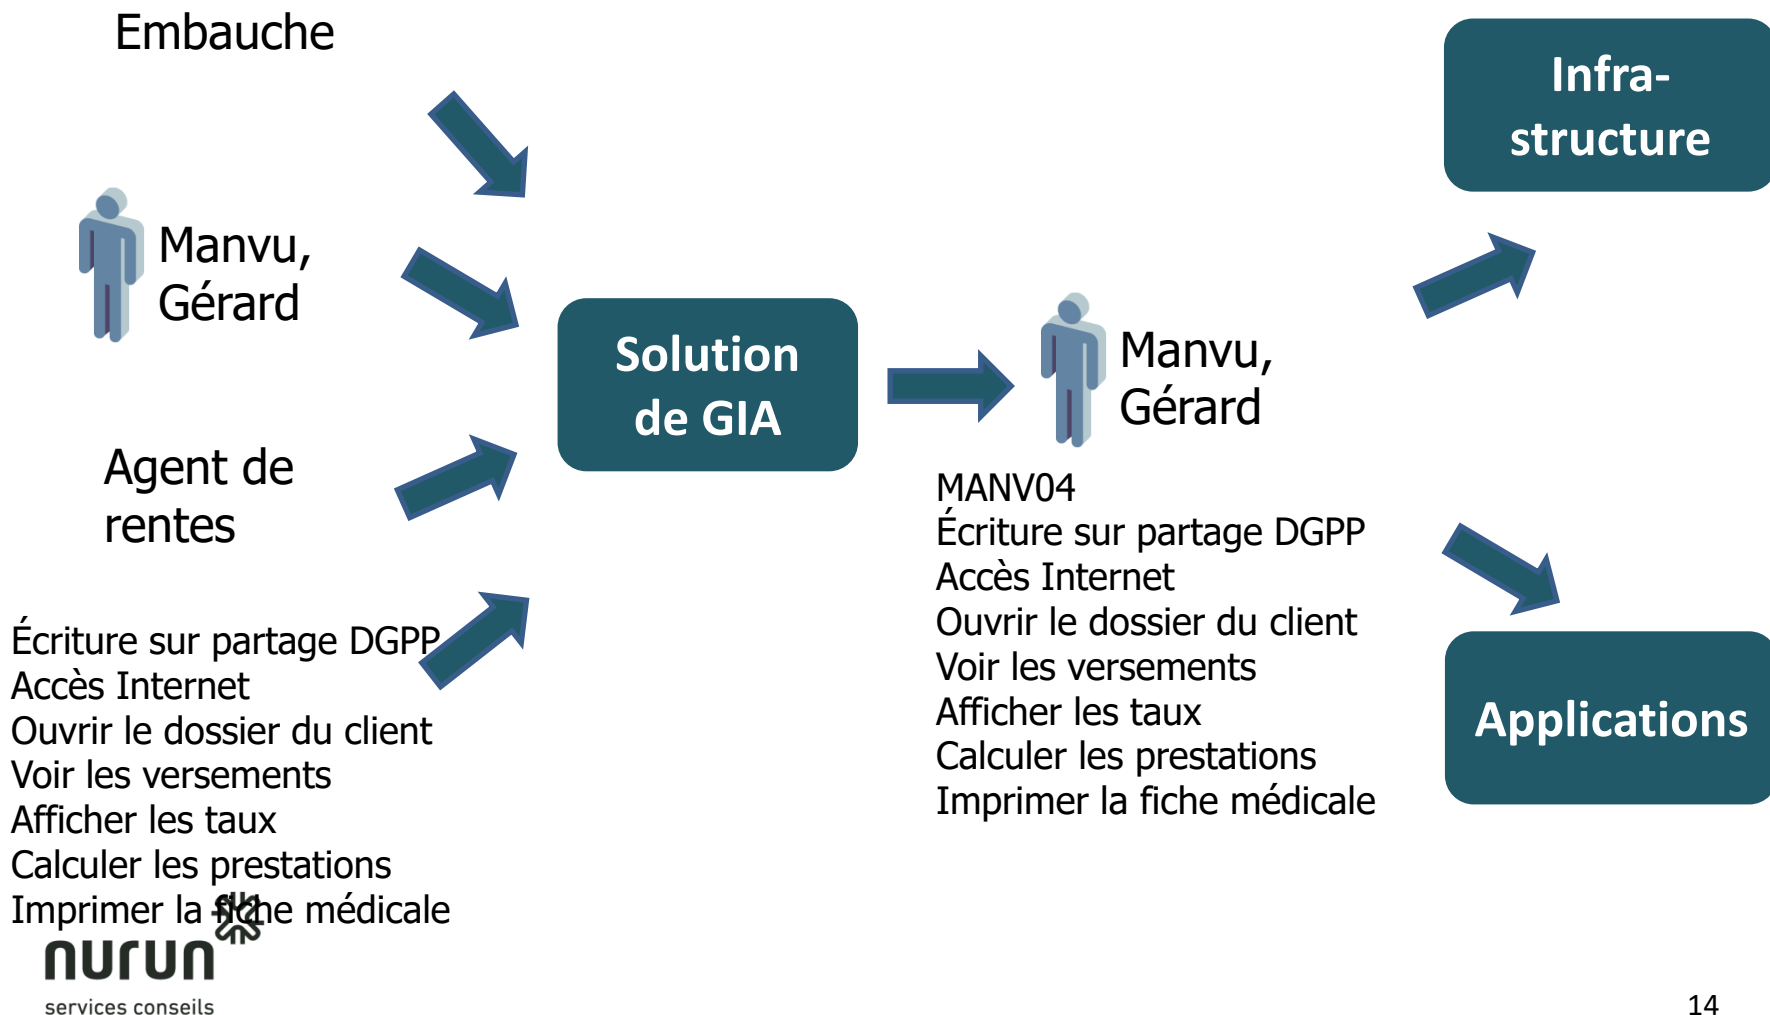 Embauche
Manvu,
Gérard
Agent de
rentes
Écriture sur partage DGPP
Accès Internet
Ouvrir le dossier du client
Voir les versements
Afficher les taux
Calculer les prestations
Imprimer la fiche médicale
Solution
de GIA
Manvu,
Gérard
MANV04
Écriture sur partage DGPP
Accès Internet
Ouvrir le dossier du client
Voir les versements
Afficher les taux
Calculer les prestations
Imprimer la fiche médicale
Infra-
structure
Applications
nurun
services conseils
14